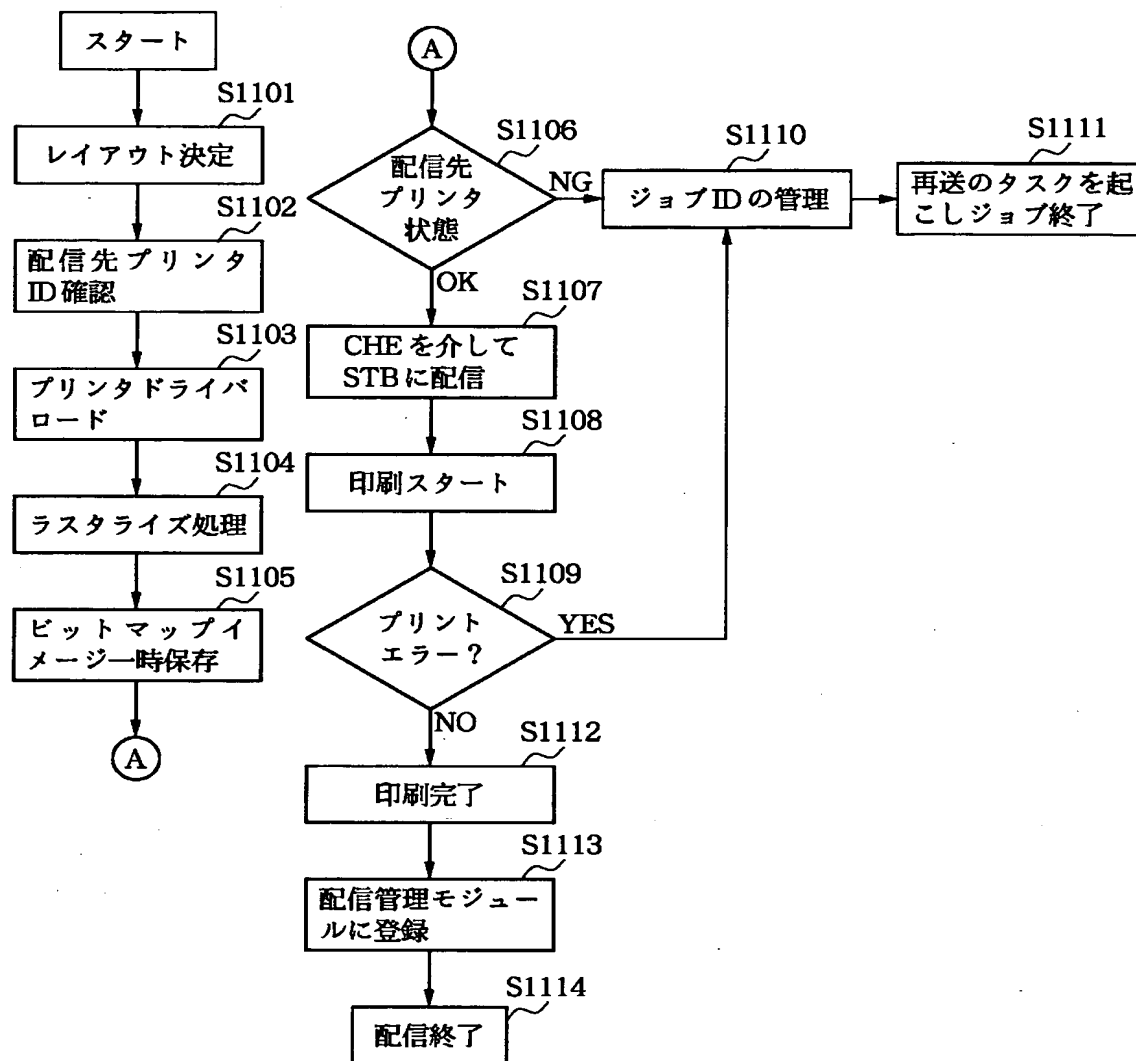 スタート
S1101
レイアウト決定
S1102
配信先プリンタ
ID確認
S1103
プリンタドライバ
ロード
S1104
ラスタライズ処理
S1105
ビットマップイ
メージ一時保存
A
A
S1106
配信先
プリンタ
状態
NG
OK
S1107
CHEを介して
STBに配信
S1108
印刷スタート
S1109
プリント
エラー？
YES
NO
S1110
ジョブIDの管理
S1111
再送のタスクを起
こしジョブ終了
S1112
印刷完了
S1113
配信管理モジュー
ルに登録
S1114
配信終了